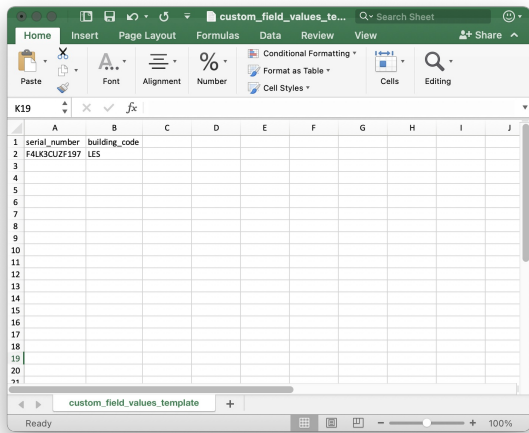 custom_field_values_te...
Search Sheet
Home Insert Page Layout Formulas Data Review View Share
Paste Font Alignment Number Conditional Formatting Format as Table Cell Styles Cells Editing
K19 fx
A B C D E F G H I J
1 serial_number building_code
2 F4LK3CUZF197 LES
3
4
5
6
7
8
9
10
11
12
13
14
15
16
17
18
19
20
21
custom_field_values_template +
Ready 100%